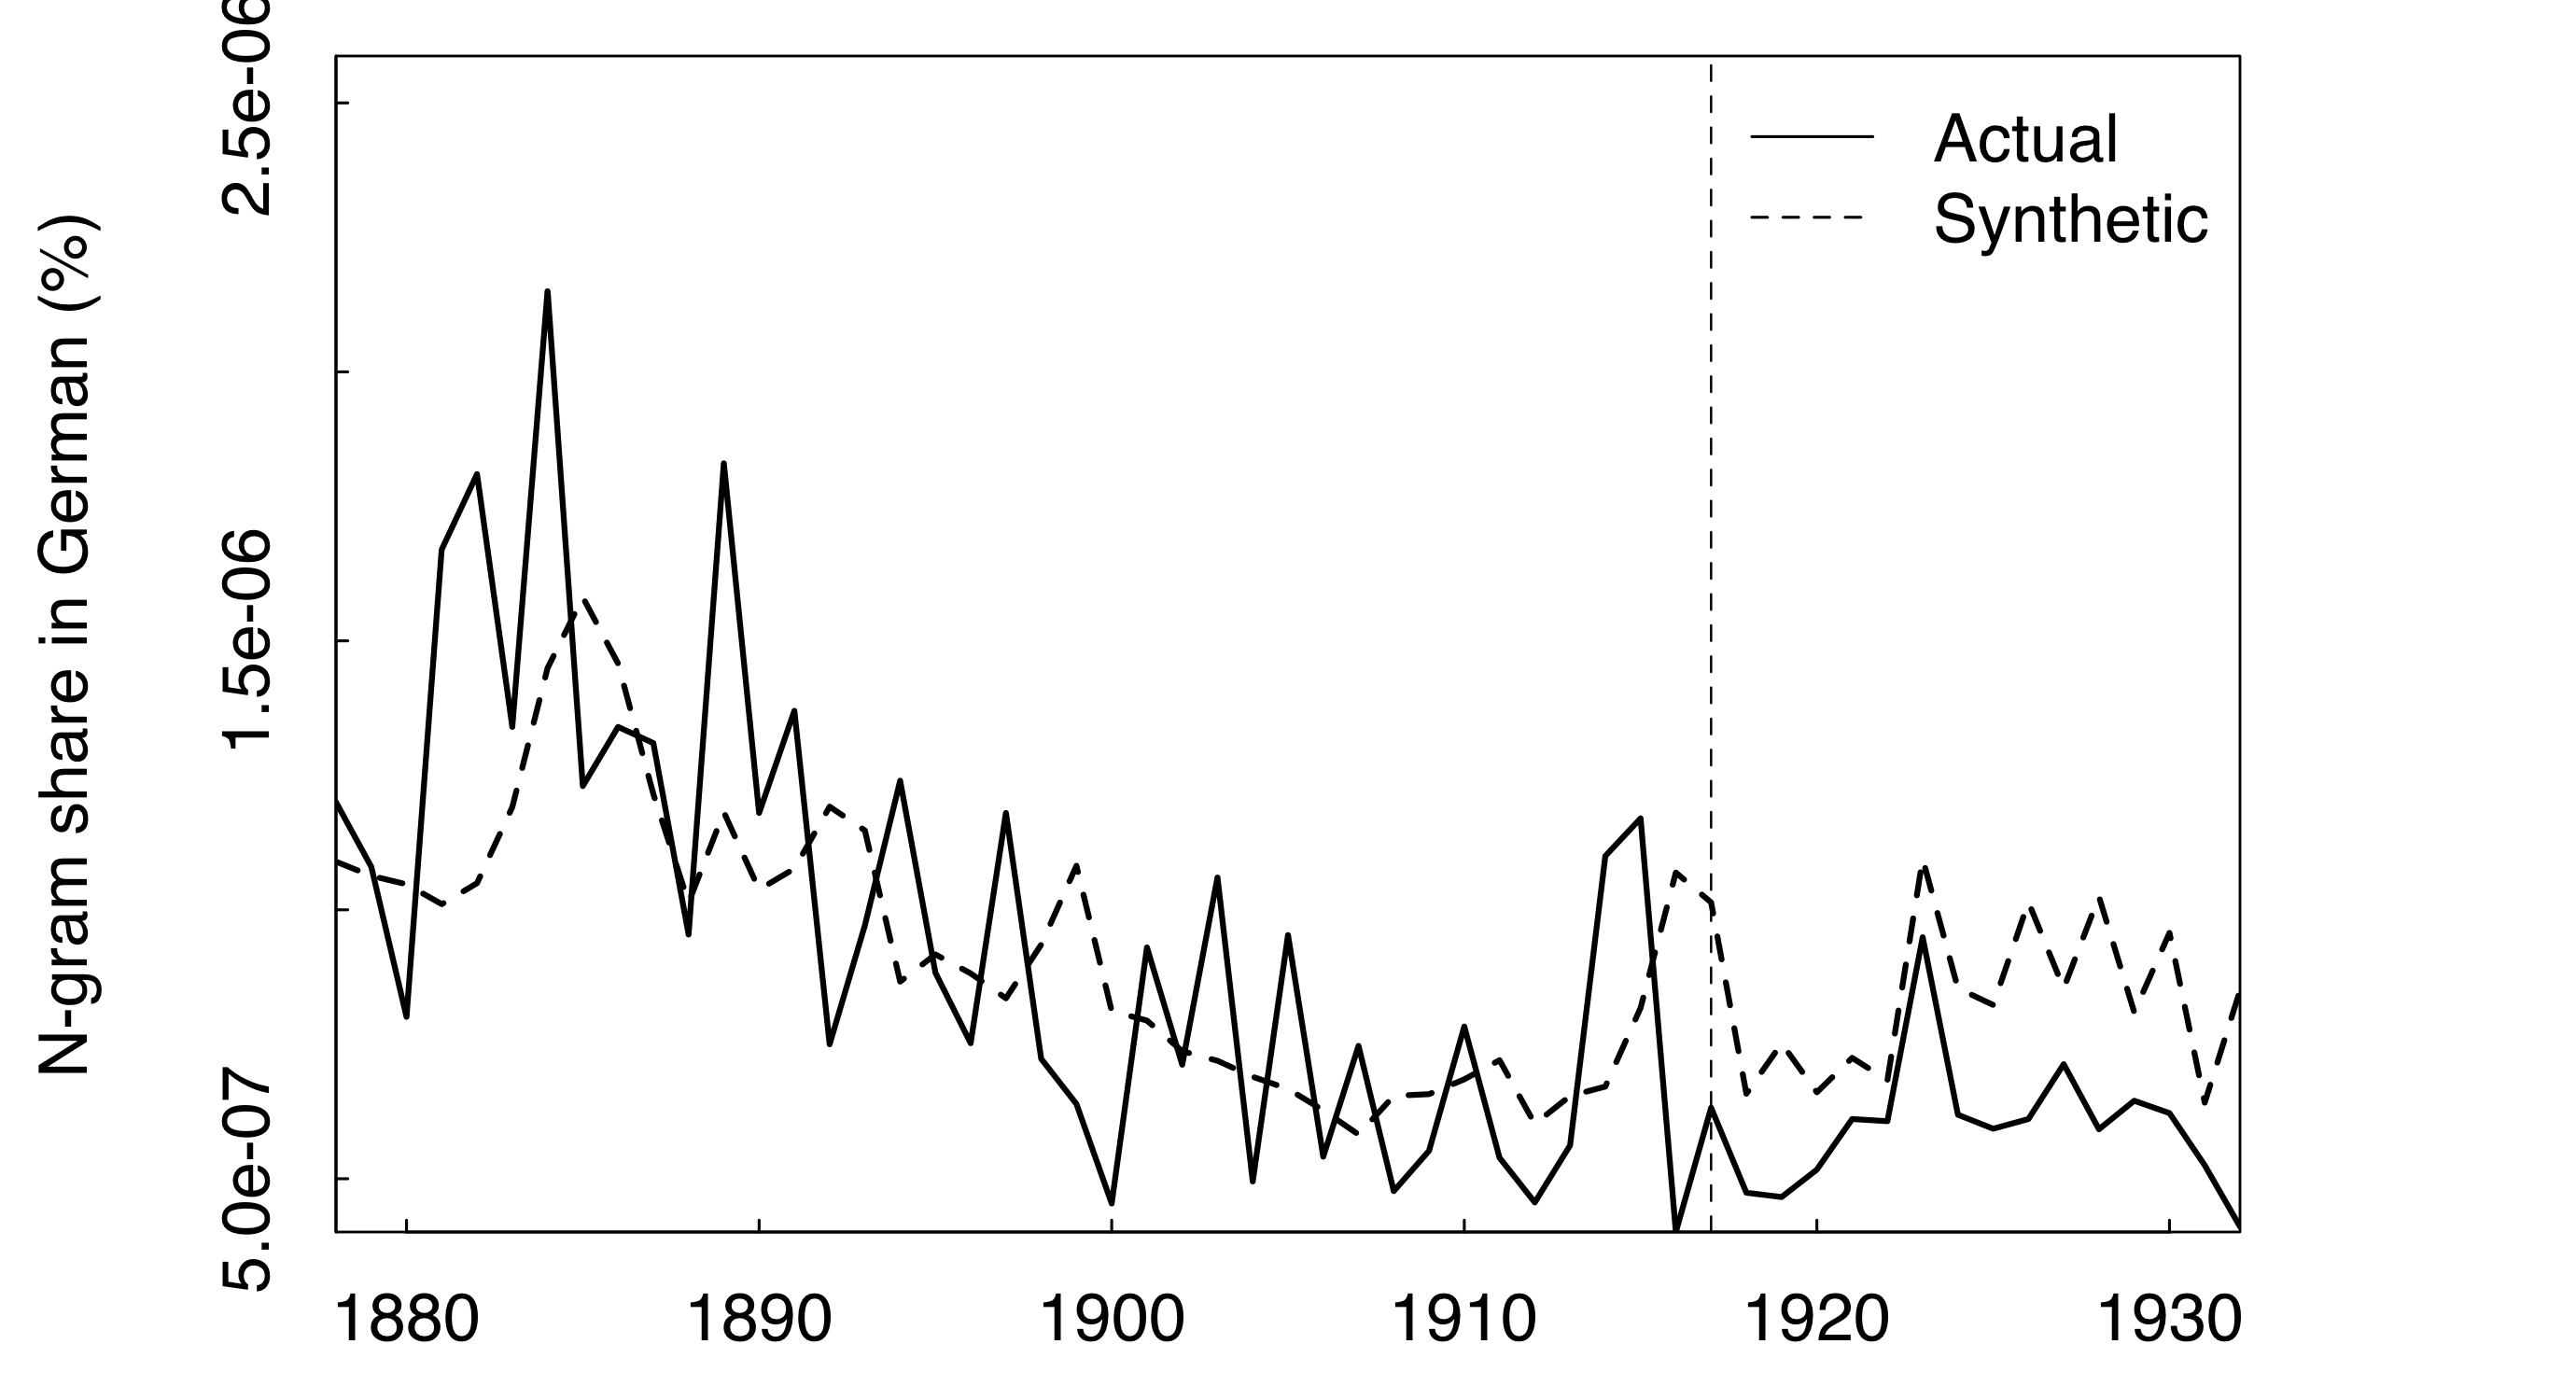 N-gram share in German (%)
2.5e-06
1.5e-06
5.0e-07
Actual
Synthetic
1880 1890 1900 1910 1920 1930